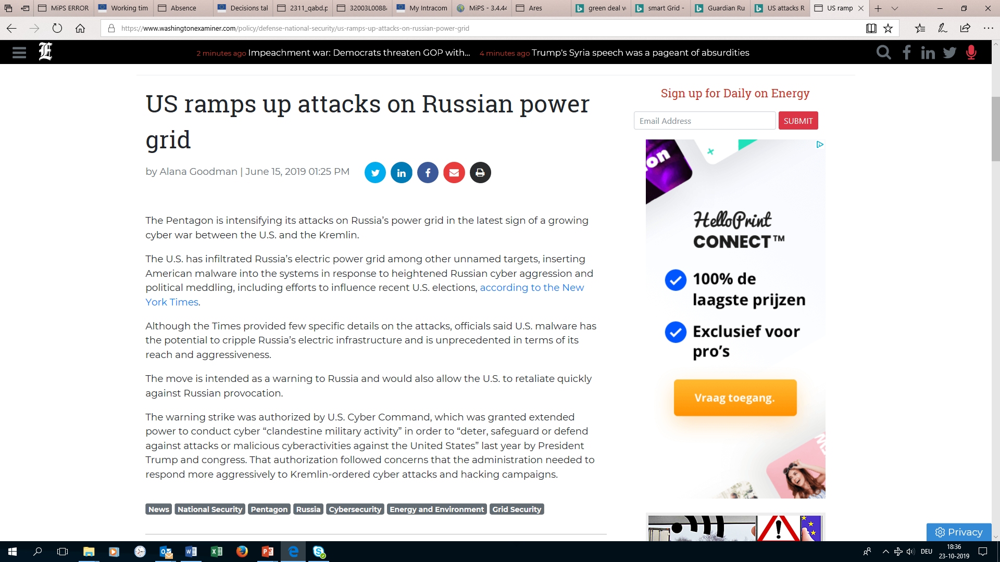 MiPS ERROR
Working tim
Absence
Decisions tal
2311_qabd.p
32003L0088
My Intracom
MiPS - 3.4.44
Ares
green deal v
smart Grid -
Guardian Ru
US attacks R
US ramp
https://www.washingtonexaminer.com/policy/defense-national-security/us-ramps-up-attacks-on-russian-power-grid
E
2 minutes ago Impeachment war: Democrats threaten GOP with... 4 minutes ago Trump's Syria speech was a pageant of absurdities
US ramps up attacks on Russian power
grid
by Alana Goodman | June 15, 2019 01:25 PM
The Pentagon is intensifying its attacks on Russia’s power grid in the latest sign of a growing
cyber war between the U.S. and the Kremlin.
The U.S. has infiltrated Russia’s electric power grid among other unnamed targets, inserting
American malware into the systems in response to heightened Russian cyber aggression and
political meddling, including efforts to influence recent U.S. elections, according to the New
York Times.
Although the Times provided few specific details on the attacks, officials said U.S. malware has
the potential to cripple Russia’s electric infrastructure and is unprecedented in terms of its
reach and aggressiveness.
The move is intended as a warning to Russia and would also allow the U.S. to retaliate quickly
against Russian provocation.
The warning strike was authorized by U.S. Cyber Command, which was granted extended
power to conduct cyber “clandestine military activity” in order to “deter, safeguard or defend
against attacks or malicious cyberactivities against the United States” last year by President
Trump and congress. That authorization followed concerns that the administration needed to
respond more aggressively to Kremlin-ordered cyber attacks and hacking campaigns.
News National Security Pentagon Russia Cybersecurity Energy and Environment Grid Security
Sign up for Daily on Energy
Email Address SUBMIT
on
HelloPrint
CONNECT™
100% de
laagste prijzen
Exclusief voor
pro’s
Vraag toegang.
Privacy
DEU
18:36
23-10-2019